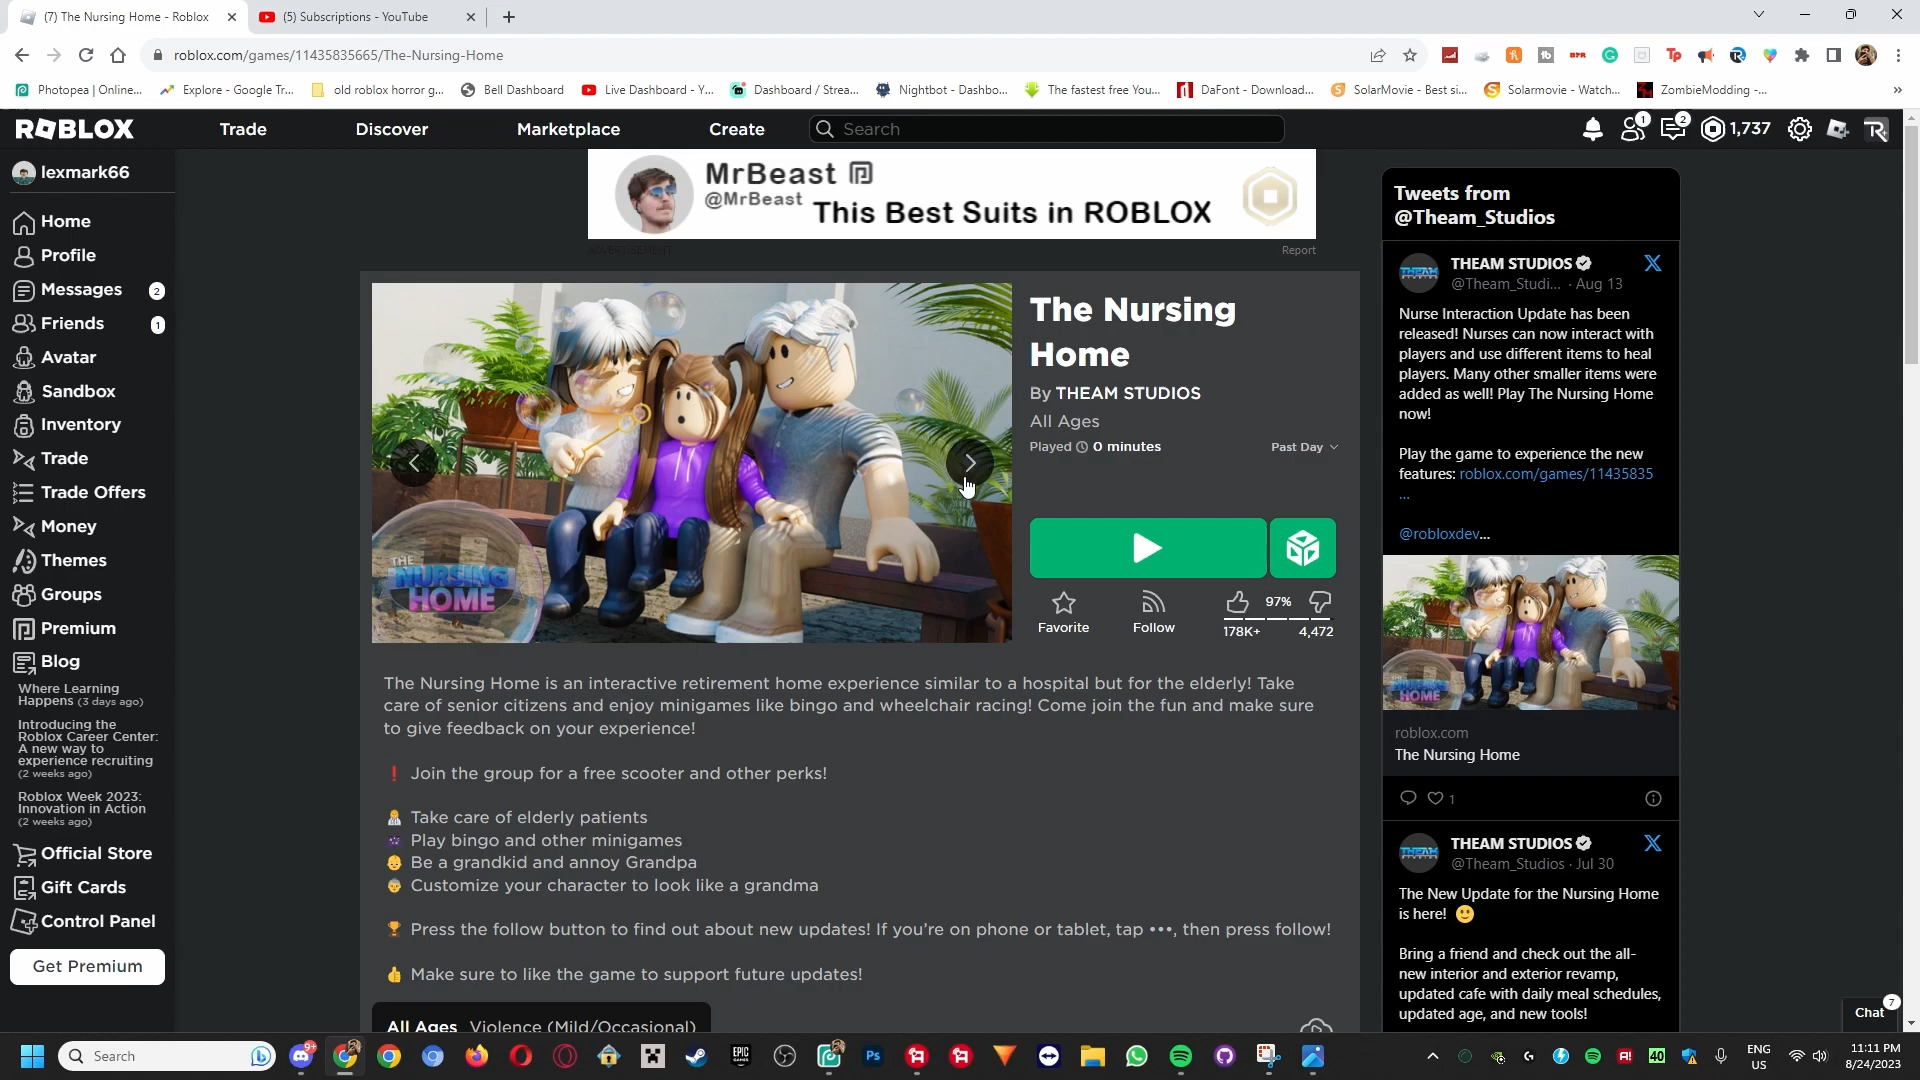 (7) The Nursing Home - Roblox
(5) Subscriptions - YouTube
roblox.com/games/11435835665/The-Nursing-Home
Photopea | Online...
Explore - Google Tr...
old roblox horror g...
Bell Dashboard
Live Dashboard - Y...
Dashboard / Strea...
Nightbot - Dashbo...
The fastest free You...
DaFont - Download...
SolarMovie - Best si...
Solarmovie - Watch...
ZombieModding -...
ROBLOX
Trade
Discover
Marketplace
Create
Search
1
2
1,737
lexmark66
Home
Profile
Messages 2
Friends 1
Avatar
Sandbox
Inventory
Trade
Trade Offers
Money
Themes
Groups
Premium
Blog
Where Learning
Happens (3 days ago)
Introducing the
Roblox Career Center:
A new way to
experience recruiting
(2 weeks ago)
Roblox Week 2023:
Innovation in Action
(2 weeks ago)
Official Store
Gift Cards
Control Panel
Get Premium
MrBeast
@MrBeast
This Best Suits in ROBLOX
ADVERTISEMENT
Report
THE
NURSING
HOME
The Nursing
Home
By THEAM STUDIOS
All Ages
Played 0 minutes
Past Day
Favorite
Follow
97%
178K+
4,472
The Nursing Home is an interactive retirement home experience similar to a hospital but for the elderly! Take
care of senior citizens and enjoy minigames like bingo and wheelchair racing! Come join the fun and make sure
to give feedback on your experience!
❗ Join the group for a free scooter and other perks!
Take care of elderly patients
Play bingo and other minigames
Be a grandkid and annoy Grandpa
Customize your character to look like a grandma
🏆 Press the follow button to find out about new updates! If you’re on phone or tablet, tap •••, then press follow!
👍 Make sure to like the game to support future updates!
All Ages Violence (Mild/Occasional)
Tweets from
@Theam_Studios
THEAM STUDIOS
@Theam_Studi... · Aug 13
Nurse Interaction Update has been
released! Nurses can now interact with
players and use different items to heal
players. Many other smaller items were
added as well! Play The Nursing Home
now!
Play the game to experience the new
features: roblox.com/games/11435835
...
@robloxdev...
THE
NURSING
HOME
roblox.com
The Nursing Home
1
THEAM STUDIOS
@Theam_Studios · Jul 30
The New Update for the Nursing Home
is here! 🙂
Bring a friend and check out the all-
new interior and exterior revamp,
updated cafe with daily meal schedules,
updated age, and new tools!
Chat
7
Search
9+
ENG
US
11:11 PM
8/24/2023